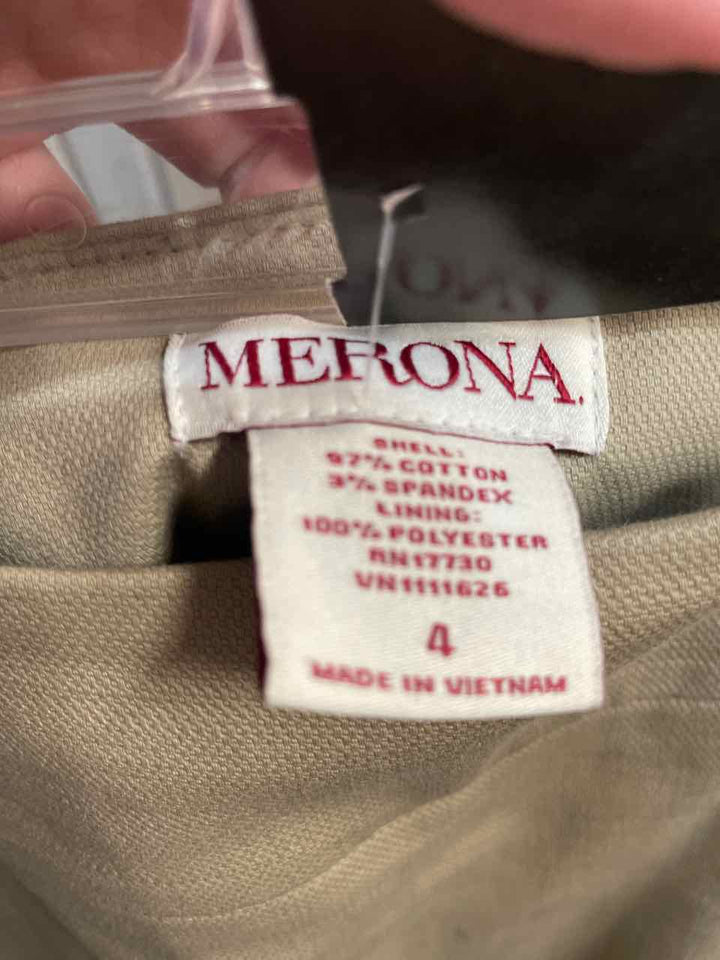 MERONA.
SHELL:
97% COTTON
3% SPANDEX
LINING:
100% POLYESTER
RN17730
VN1111626
4
MADE IN VIETNAM